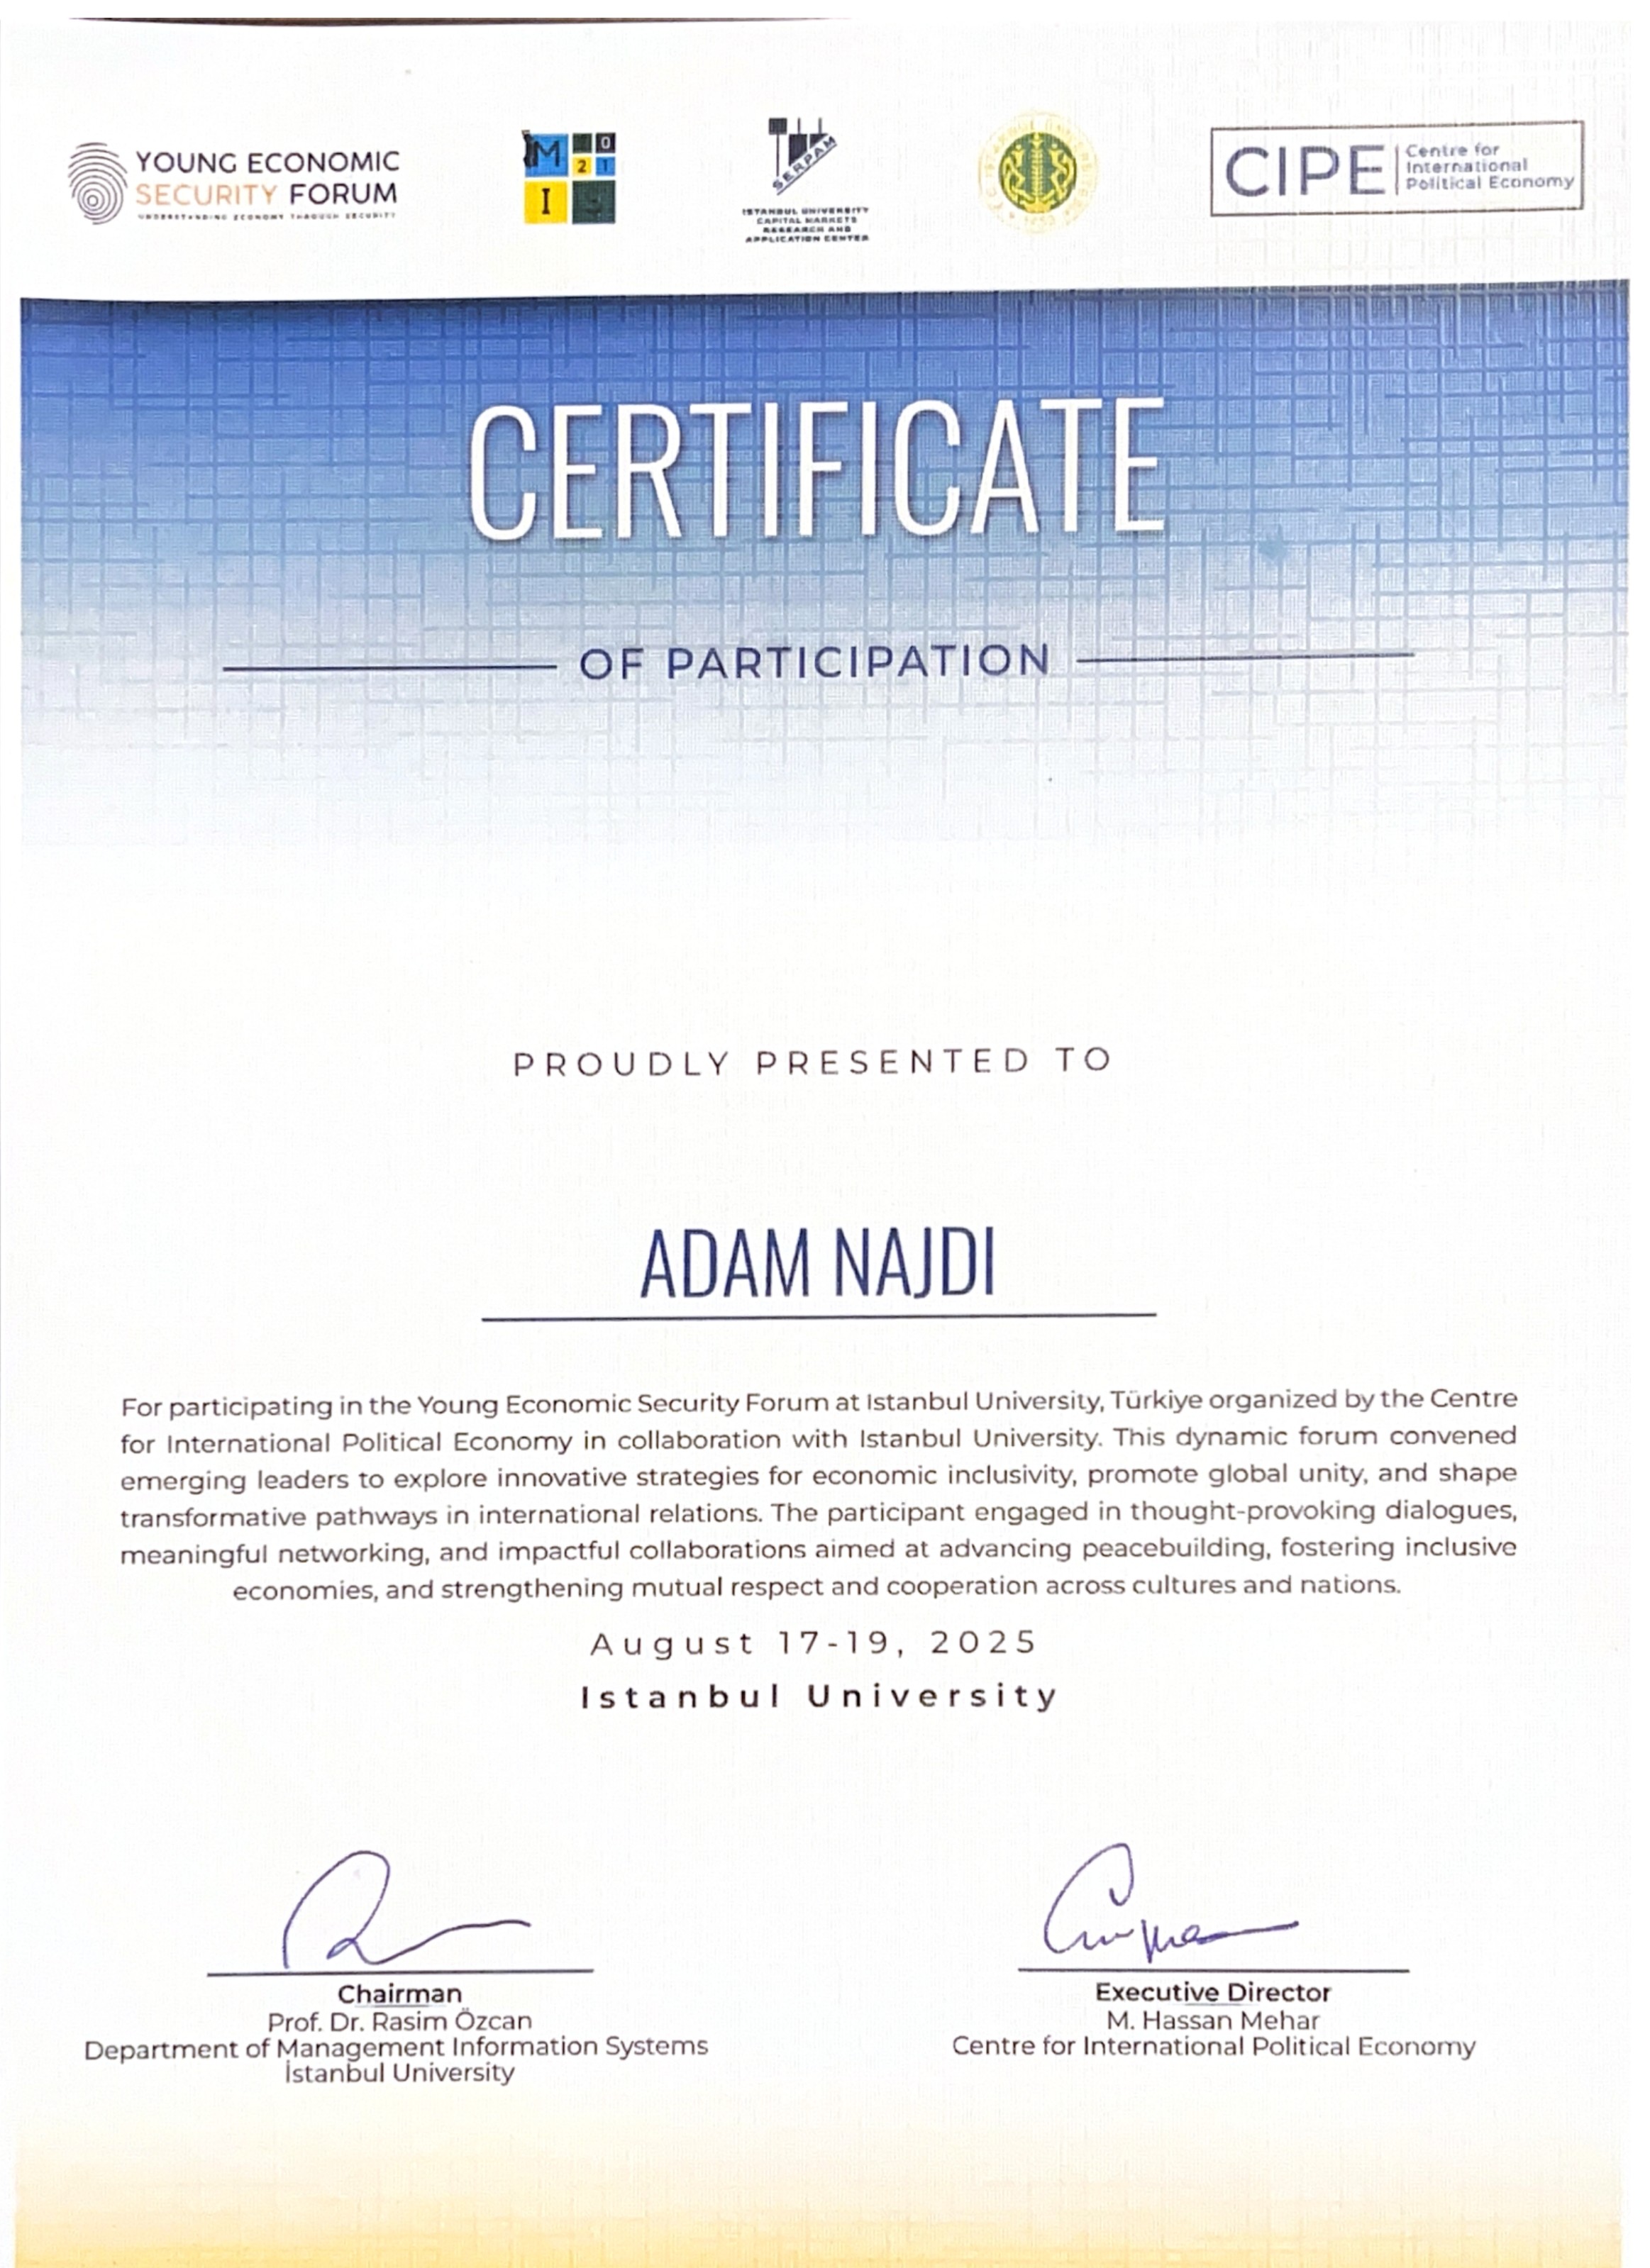 YOUNG ECONOMIC
SECURITY FORUM
UNDERSTANDING ECONOMY THROUGH SECURITY
M 0
2 1
I S
SERPAM
ISTANBUL UNIVERSITY
CAPITAL MARKETS
RESEARCH AND
APPLICATION CENTER
CIPE
Centre for
International
Political Economy
CERTIFICATE
OF PARTICIPATION
PROUDLY PRESENTED TO
ADAM NAJDI
For participating in the Young Economic Security Forum at Istanbul University, Türkiye organized by the Centre
for International Political Economy in collaboration with Istanbul University. This dynamic forum convened
emerging leaders to explore innovative strategies for economic inclusivity, promote global unity, and shape
transformative pathways in international relations. The participant engaged in thought-provoking dialogues,
meaningful networking, and impactful collaborations aimed at advancing peacebuilding, fostering inclusive
economies, and strengthening mutual respect and cooperation across cultures and nations.
August 17-19, 2025
Istanbul University
Chairman
Prof. Dr. Rasim Özcan
Department of Management Information Systems
İstanbul University
Executive Director
M. Hassan Mehar
Centre for International Political Economy